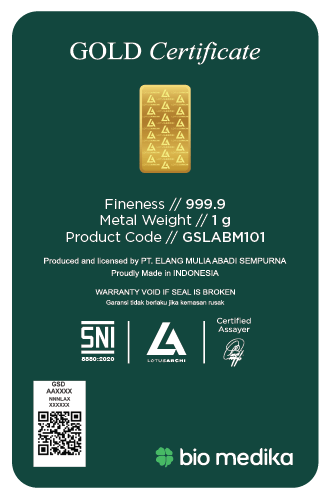 GOLD Certificate
Fineness // 999.9
Metal Weight // 1 g
Product Code // GSLABM101
Produced and licensed by PT. ELANG MULIA ABADI SEMPURNA
Proudly Made in INDONESIA
WARRANTY VOID IF SEAL IS BROKEN
Garansi tidak berlaku jika kemasan rusak
SNI
8880:2020
LOTUSARCHI
Certified
Assayer
GSD
AAXXXX
NNNLAX
XXXXXX
bio medika